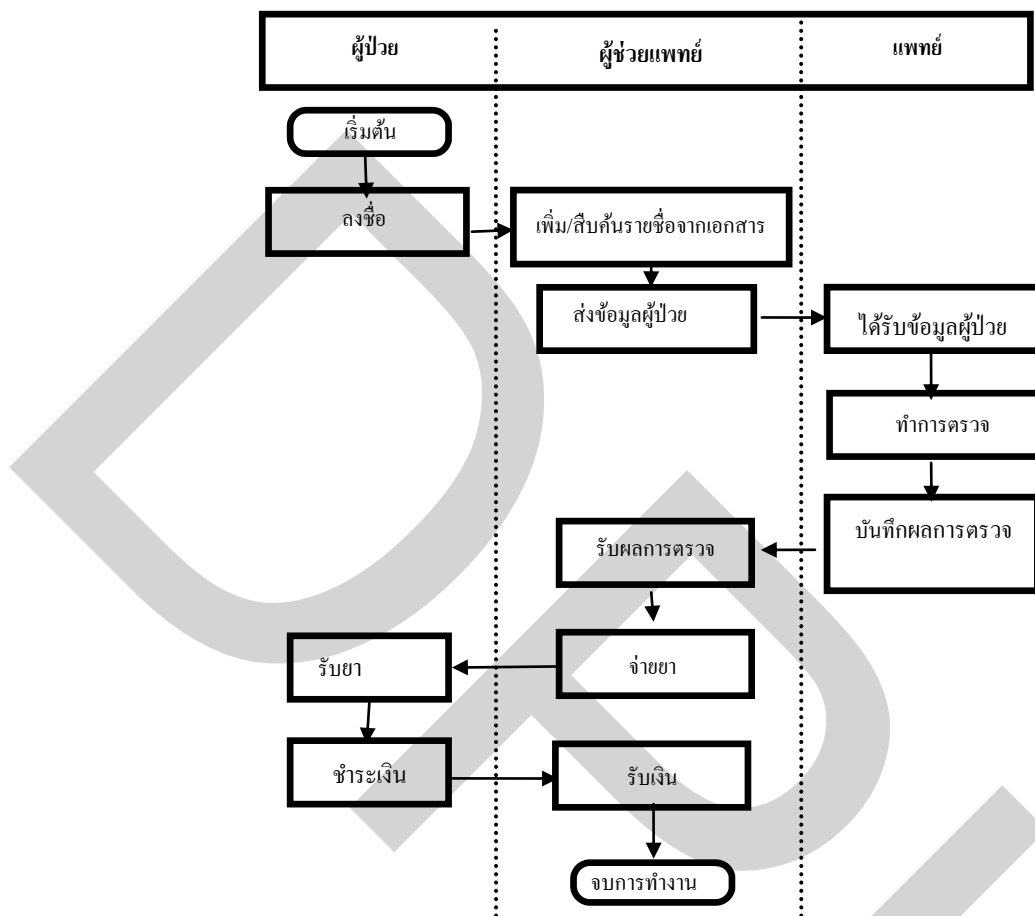 ผู้ป่วย
ผู้ช่วยแพทย์
แพทย์
เริ่มต้น
ลงชื่อ
เพิ่ม/สืบค้นรายชื่อจากเอกสาร
ส่งข้อมูลผู้ป่วย
ได้รับข้อมูลผู้ป่วย
ทำการตรวจ
บันทึกผลการตรวจ
รับผลการตรวจ
จ่ายยา
รับยา
ชำระเงิน
รับเงิน
จบการทำงาน